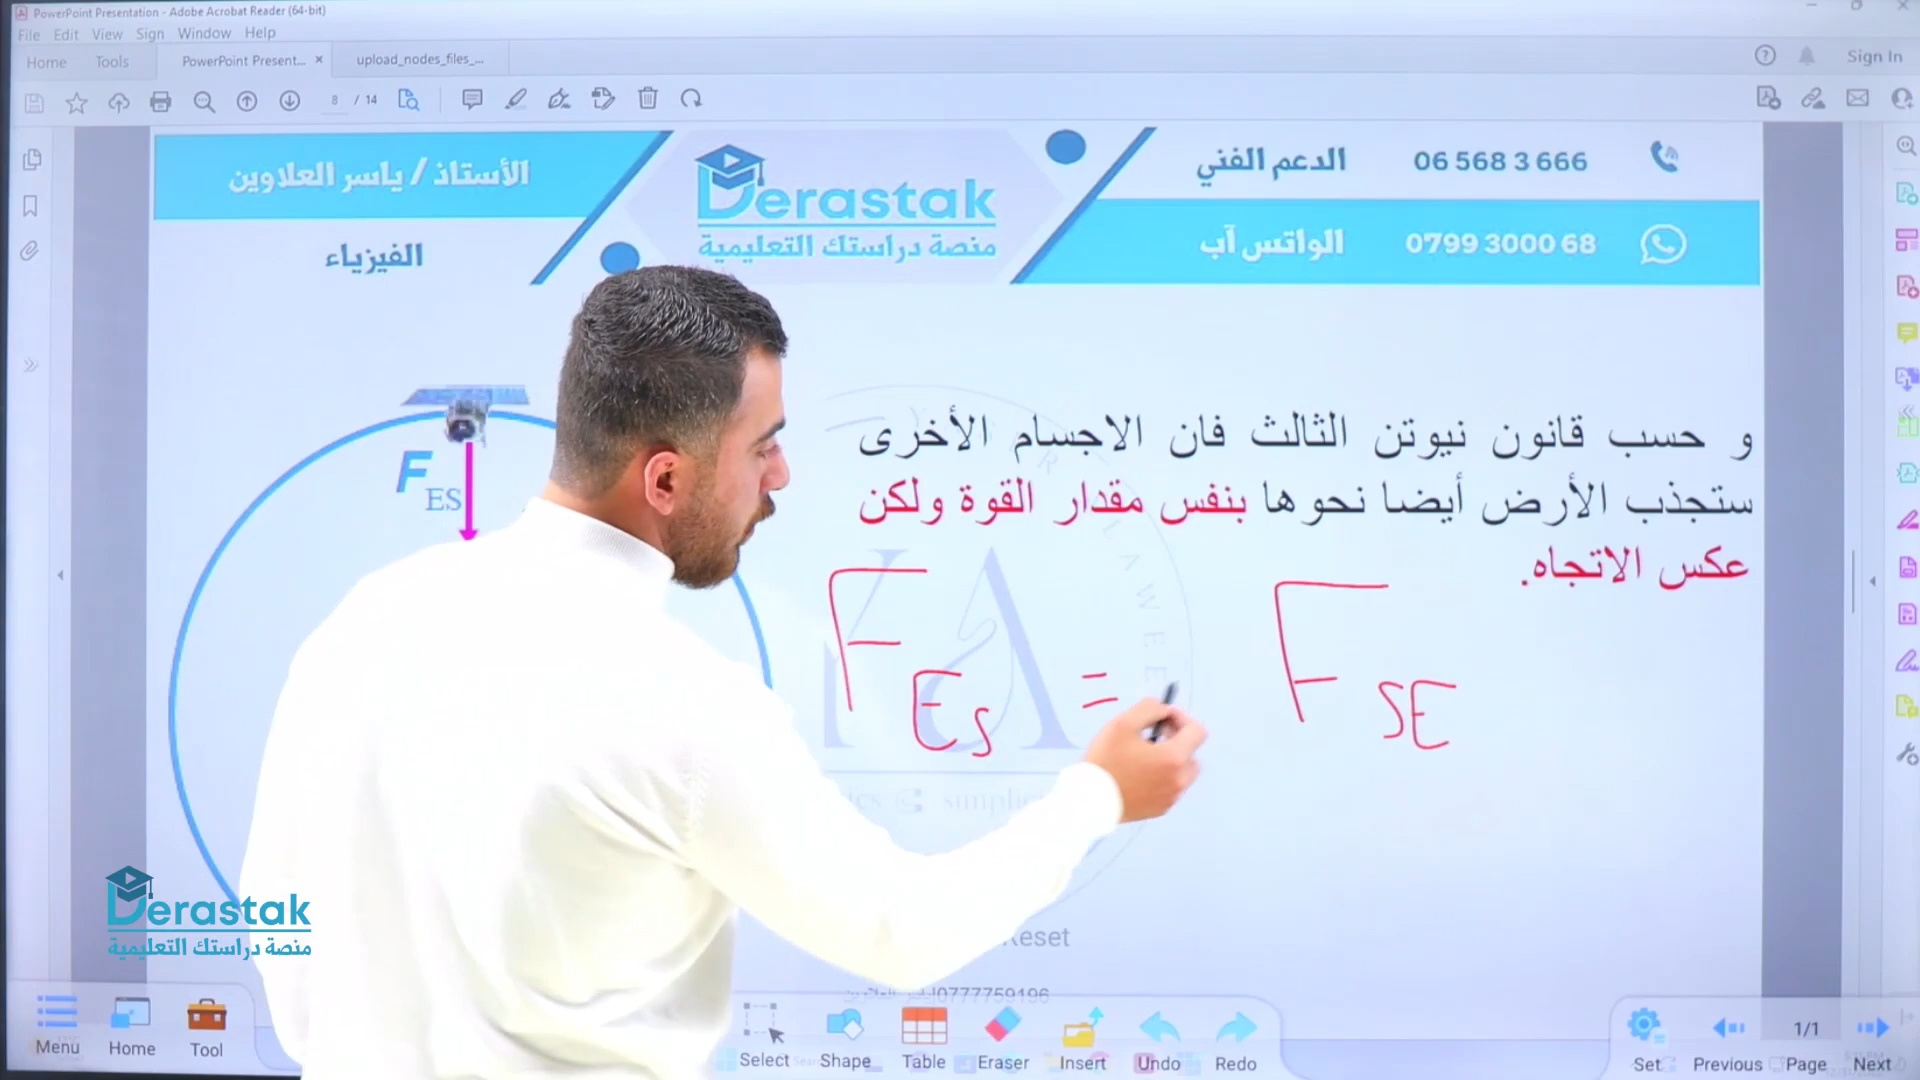 PowerPoint Presentation - Adobe Acrobat Reader (64-bit)
File Edit View Sign Window Help
Home Tools PowerPoint Present... × upload_nodes_files_... Sign In
8 / 14
الأستاذ / ياسر العلاوين
الفيزياء
Derastak
منصة دراستك التعليمية
الدعم الفني 06 568 3 666
الواتس آب 0799 3000 68
و حسب قانون نيوتن الثالث فان الاجسام الأخرى
ستجذب الأرض أيضا نحوها بنفس مقدار القوة ولكن
عكس الاتجاه.
F ES
F ES = F SE
Reset
0777759196
Derastak
منصة دراستك التعليمية
Menu Home Tool
Select Shape Table Eraser Insert Undo Redo
Set Previous 1/1 Page Next